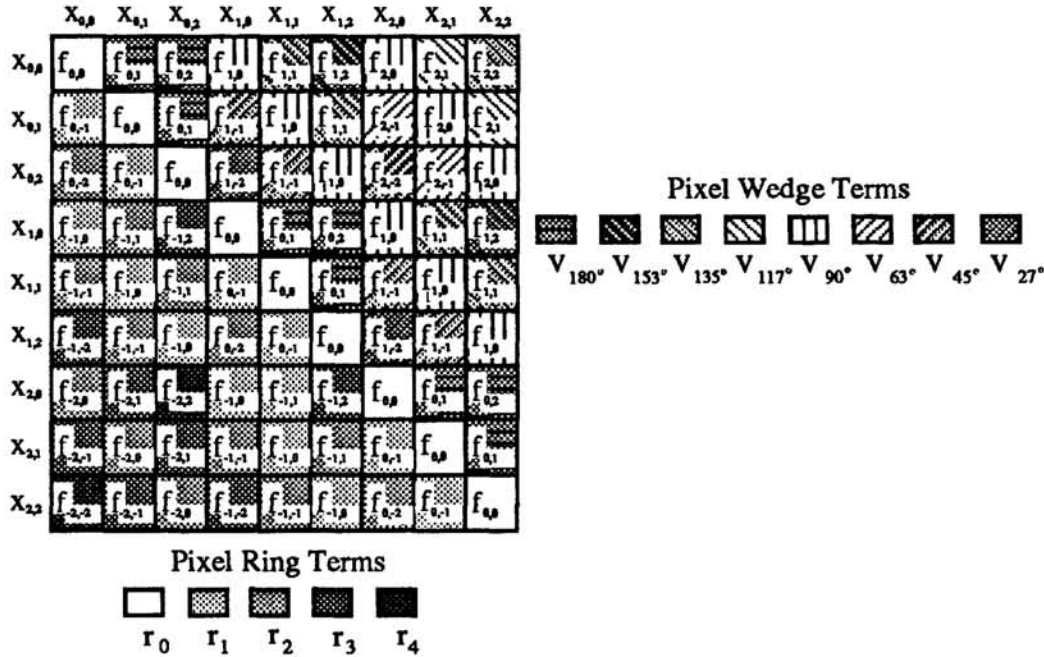 X0,0 X0,1 X0,2 X1,0 X1,1 X1,2 X2,0 X2,1 X2,2
X0,0 f0,0 f0,1 f0,2 f1,0 f1,1 f1,2 f2,0 f2,1 f2,2
X0,1 f0,-1 f0,0 f0,1 f1,-1 f1,0 f1,1 f2,-1 f2,0 f2,1
X0,2 f0,-2 f0,-1 f0,0 f1,-2 f1,-1 f1,0 f2,-2 f2,-1 f2,0
X1,0 f-1,0 f-1,1 f-1,2 f0,0 f0,1 f0,2 f1,0 f1,1 f1,2
X1,1 f-1,-1 f-1,0 f-1,1 f0,-1 f0,0 f0,1 f1,-1 f1,0 f1,1
X1,2 f-1,-2 f-1,-1 f-1,0 f0,-2 f0,-1 f0,0 f1,-2 f1,-1 f1,0
X2,0 f-2,0 f-2,1 f-2,2 f-1,0 f-1,1 f-1,2 f0,0 f0,1 f0,2
X2,1 f-2,-1 f-2,0 f-2,1 f-1,-1 f-1,0 f-1,1 f0,-1 f0,0 f0,1
X2,2 f-2,-2 f-2,-1 f-2,0 f-1,-2 f-1,-1 f-1,0 f0,-2 f0,-1 f0,0
Pixel Wedge Terms
V180° V153° V135° V117° V90° V63° V45° V27°
Pixel Ring Terms
r0 r1 r2 r3 r4